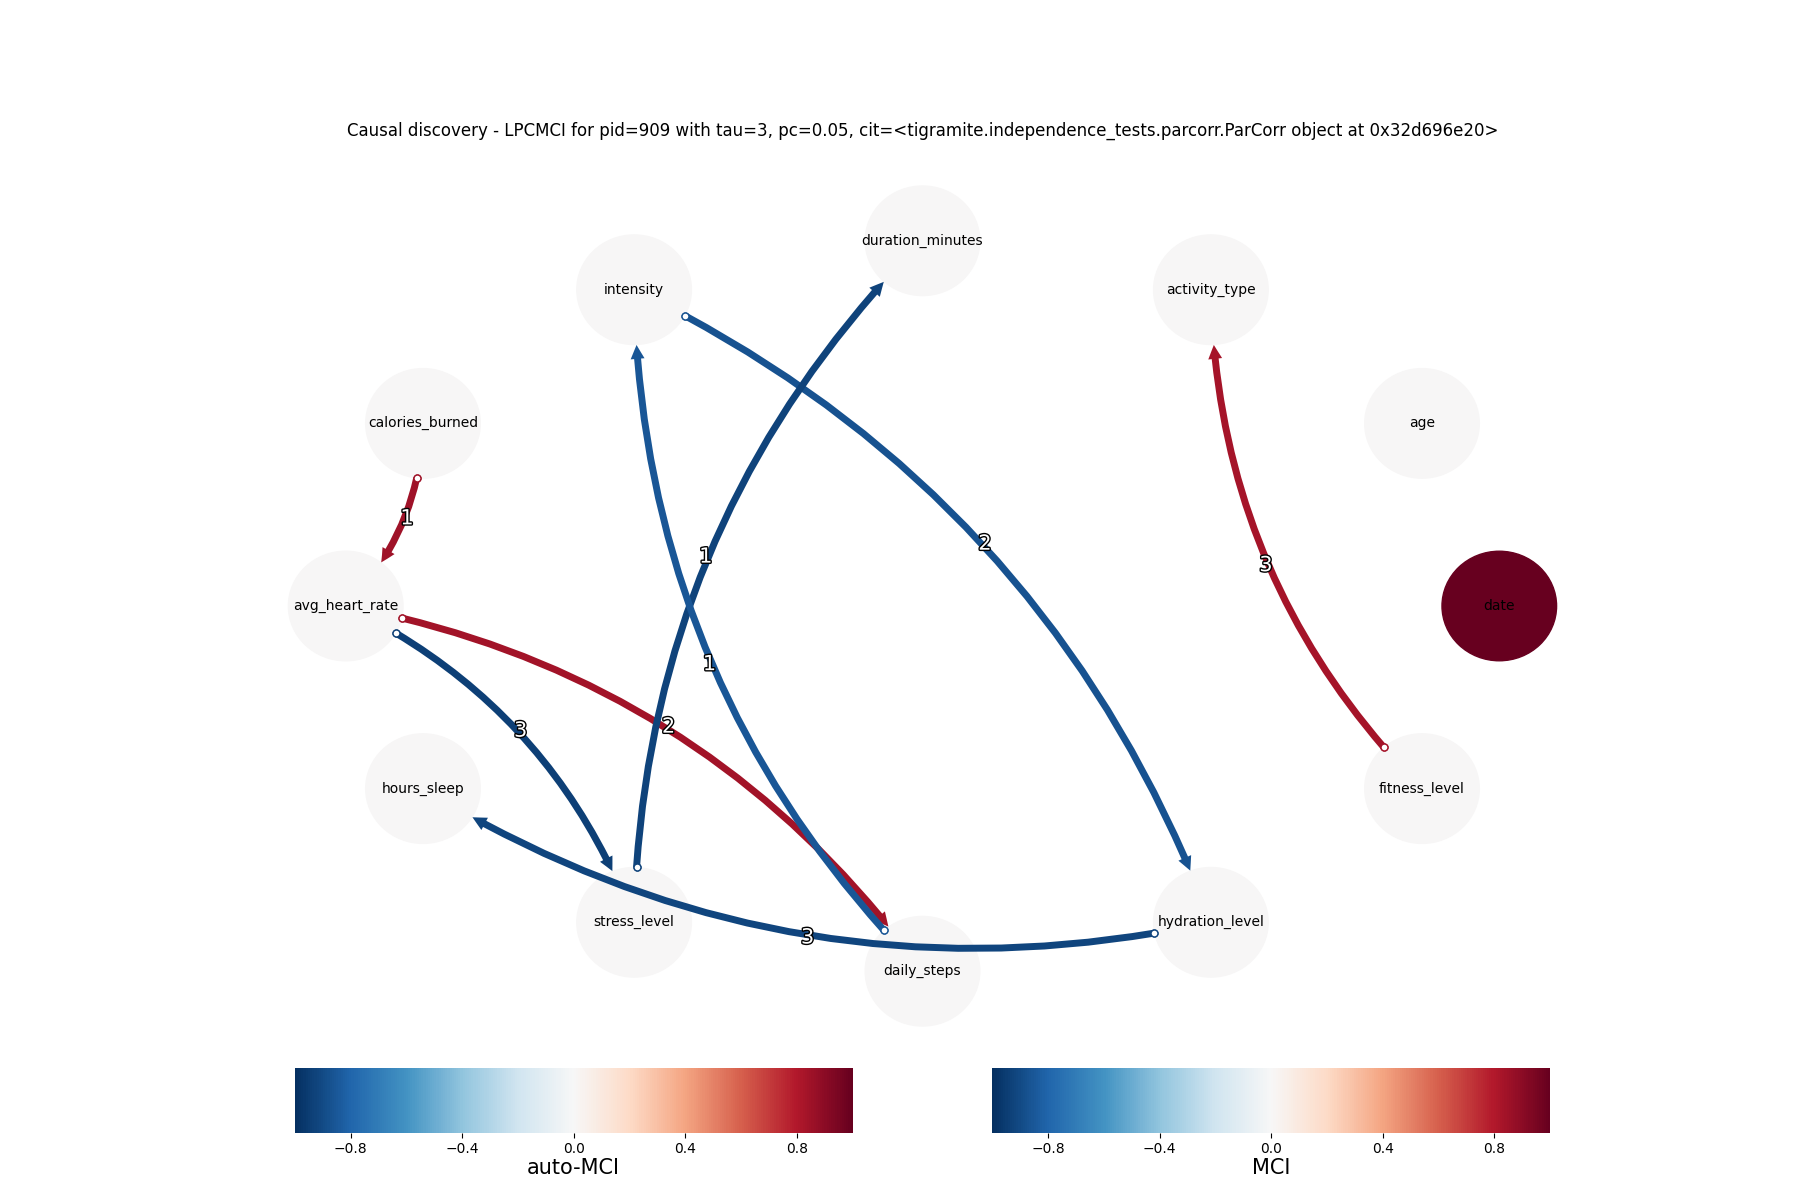 Causal discovery - LPCMCI for pid=909 with tau=3, pc=0.05, cit=<tigramite.independence_tests.parcorr.ParCorr object at 0x32d696e20>
duration_minutes
intensity
activity_type
calories_burned
age
1
2
1
3
avg_heart_rate
date
1
2
3
hours_sleep
fitness_level
stress_level
hydration_level
3
daily_steps
−0.8 −0.4 0.0 0.4 0.8
auto-MCI
−0.8 −0.4 0.0 0.4 0.8
MCI